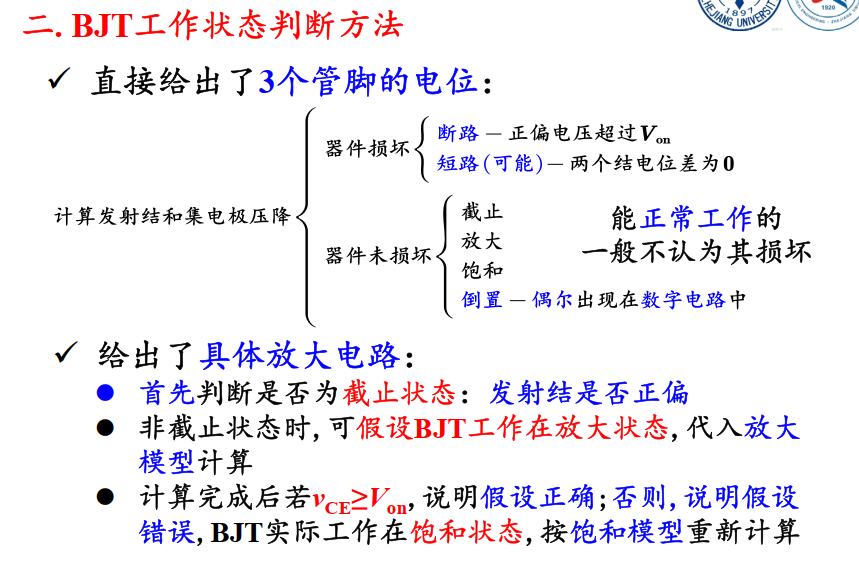 二. BJT工作状态判断方法
✓ 直接给出了3个管脚的电位：
计算发射结和集电极压降
器件损坏
断路 — 正偏电压超过Von
短路(可能) — 两个结电位差为0
器件未损坏
截止
放大
饱和
倒置 — 偶尔出现在数字电路中
能正常工作的
一般不认为其损坏
✓ 给出了具体放大电路：
● 首先判断是否为截止状态：发射结是否正偏
● 非截止状态时,可假设BJT工作在放大状态,代入放大
模型计算
● 计算完成后若vCE≥Von,说明假设正确;否则,说明假设
错误,BJT实际工作在饱和状态,按饱和模型重新计算
1897
ZHEJIANG UNIVERSITY
1920